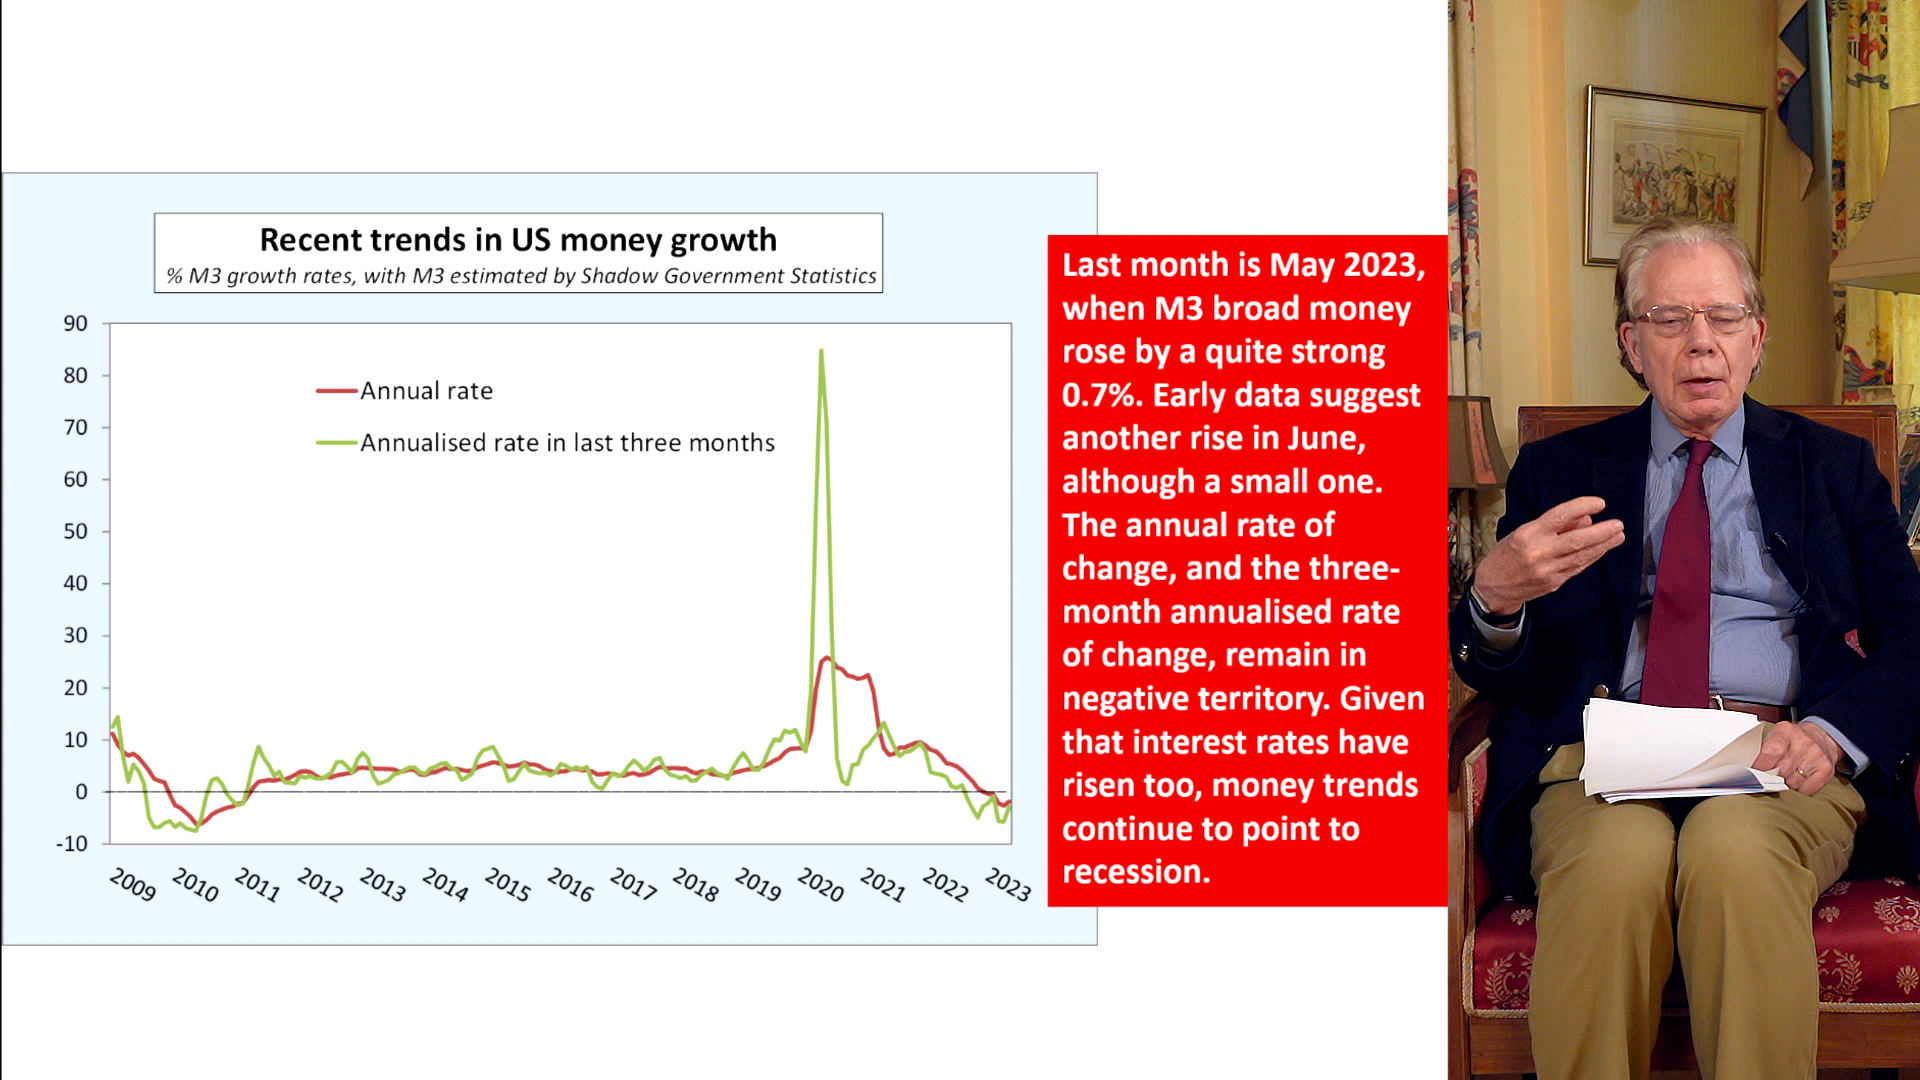 Recent trends in US money growth
% M3 growth rates, with M3 estimated by Shadow Government Statistics
90
80
70
60
50
40
30
20
10
0
-10
Annual rate
Annualised rate in last three months
2009
2010
2011
2012
2013
2014
2015
2016
2017
2018
2019
2020
2021
2022
2023
Last month is May 2023,
when M3 broad money
rose by a quite strong
0.7%. Early data suggest
another rise in June,
although a small one.
The annual rate of
change, and the three-
month annualised rate
of change, remain in
negative territory. Given
that interest rates have
risen too, money trends
continue to point to
recession.